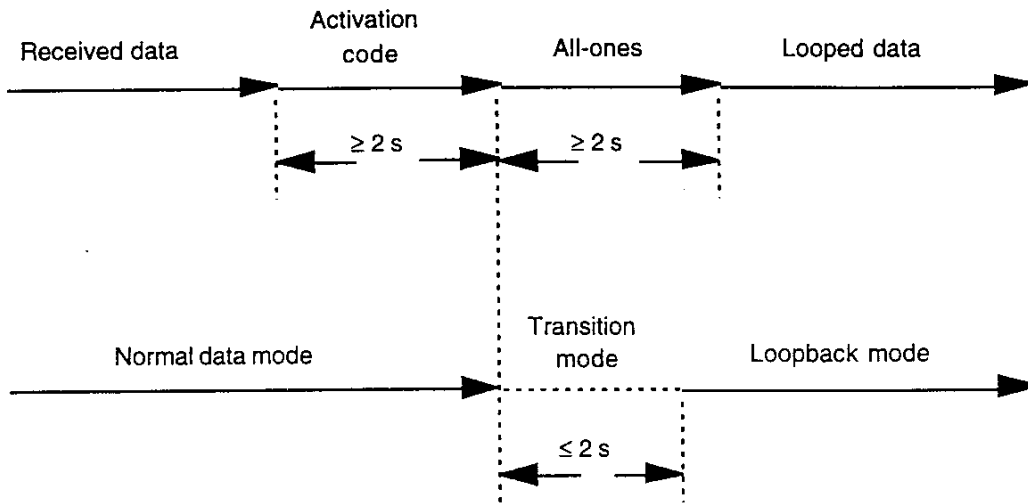 Received data
Activation
code
All-ones
Looped data
≥ 2 s
≥ 2 s
Normal data mode
Transition
mode
Loopback mode
≤ 2 s